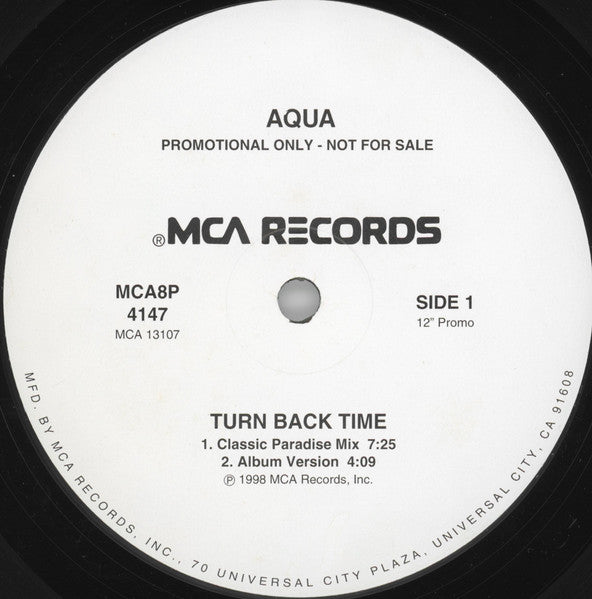 AQUA
PROMOTIONAL ONLY - NOT FOR SALE
®MCA RECORDS
MCA8P
4147
MCA 13107
SIDE 1
12" Promo
TURN BACK TIME
1. Classic Paradise Mix 7:25
2. Album Version 4:09
℗ 1998 MCA Records, Inc.
MFD. BY MCA RECORDS, INC., 70 UNIVERSAL CITY PLAZA, UNIVERSAL CITY, CA 91608